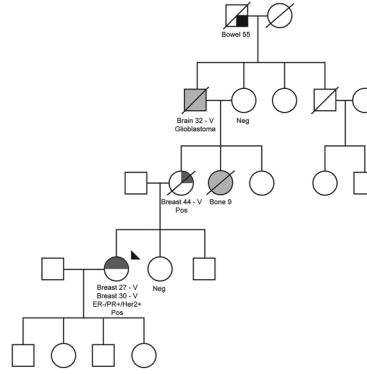 Bowel 55
Brain 32 - V
Glioblastoma
Neg
Breast 44 - V
Pos
Bone 9
Breast 27 - V
Breast 30 - V
ER-/PR+/Her2+
Pos
Neg